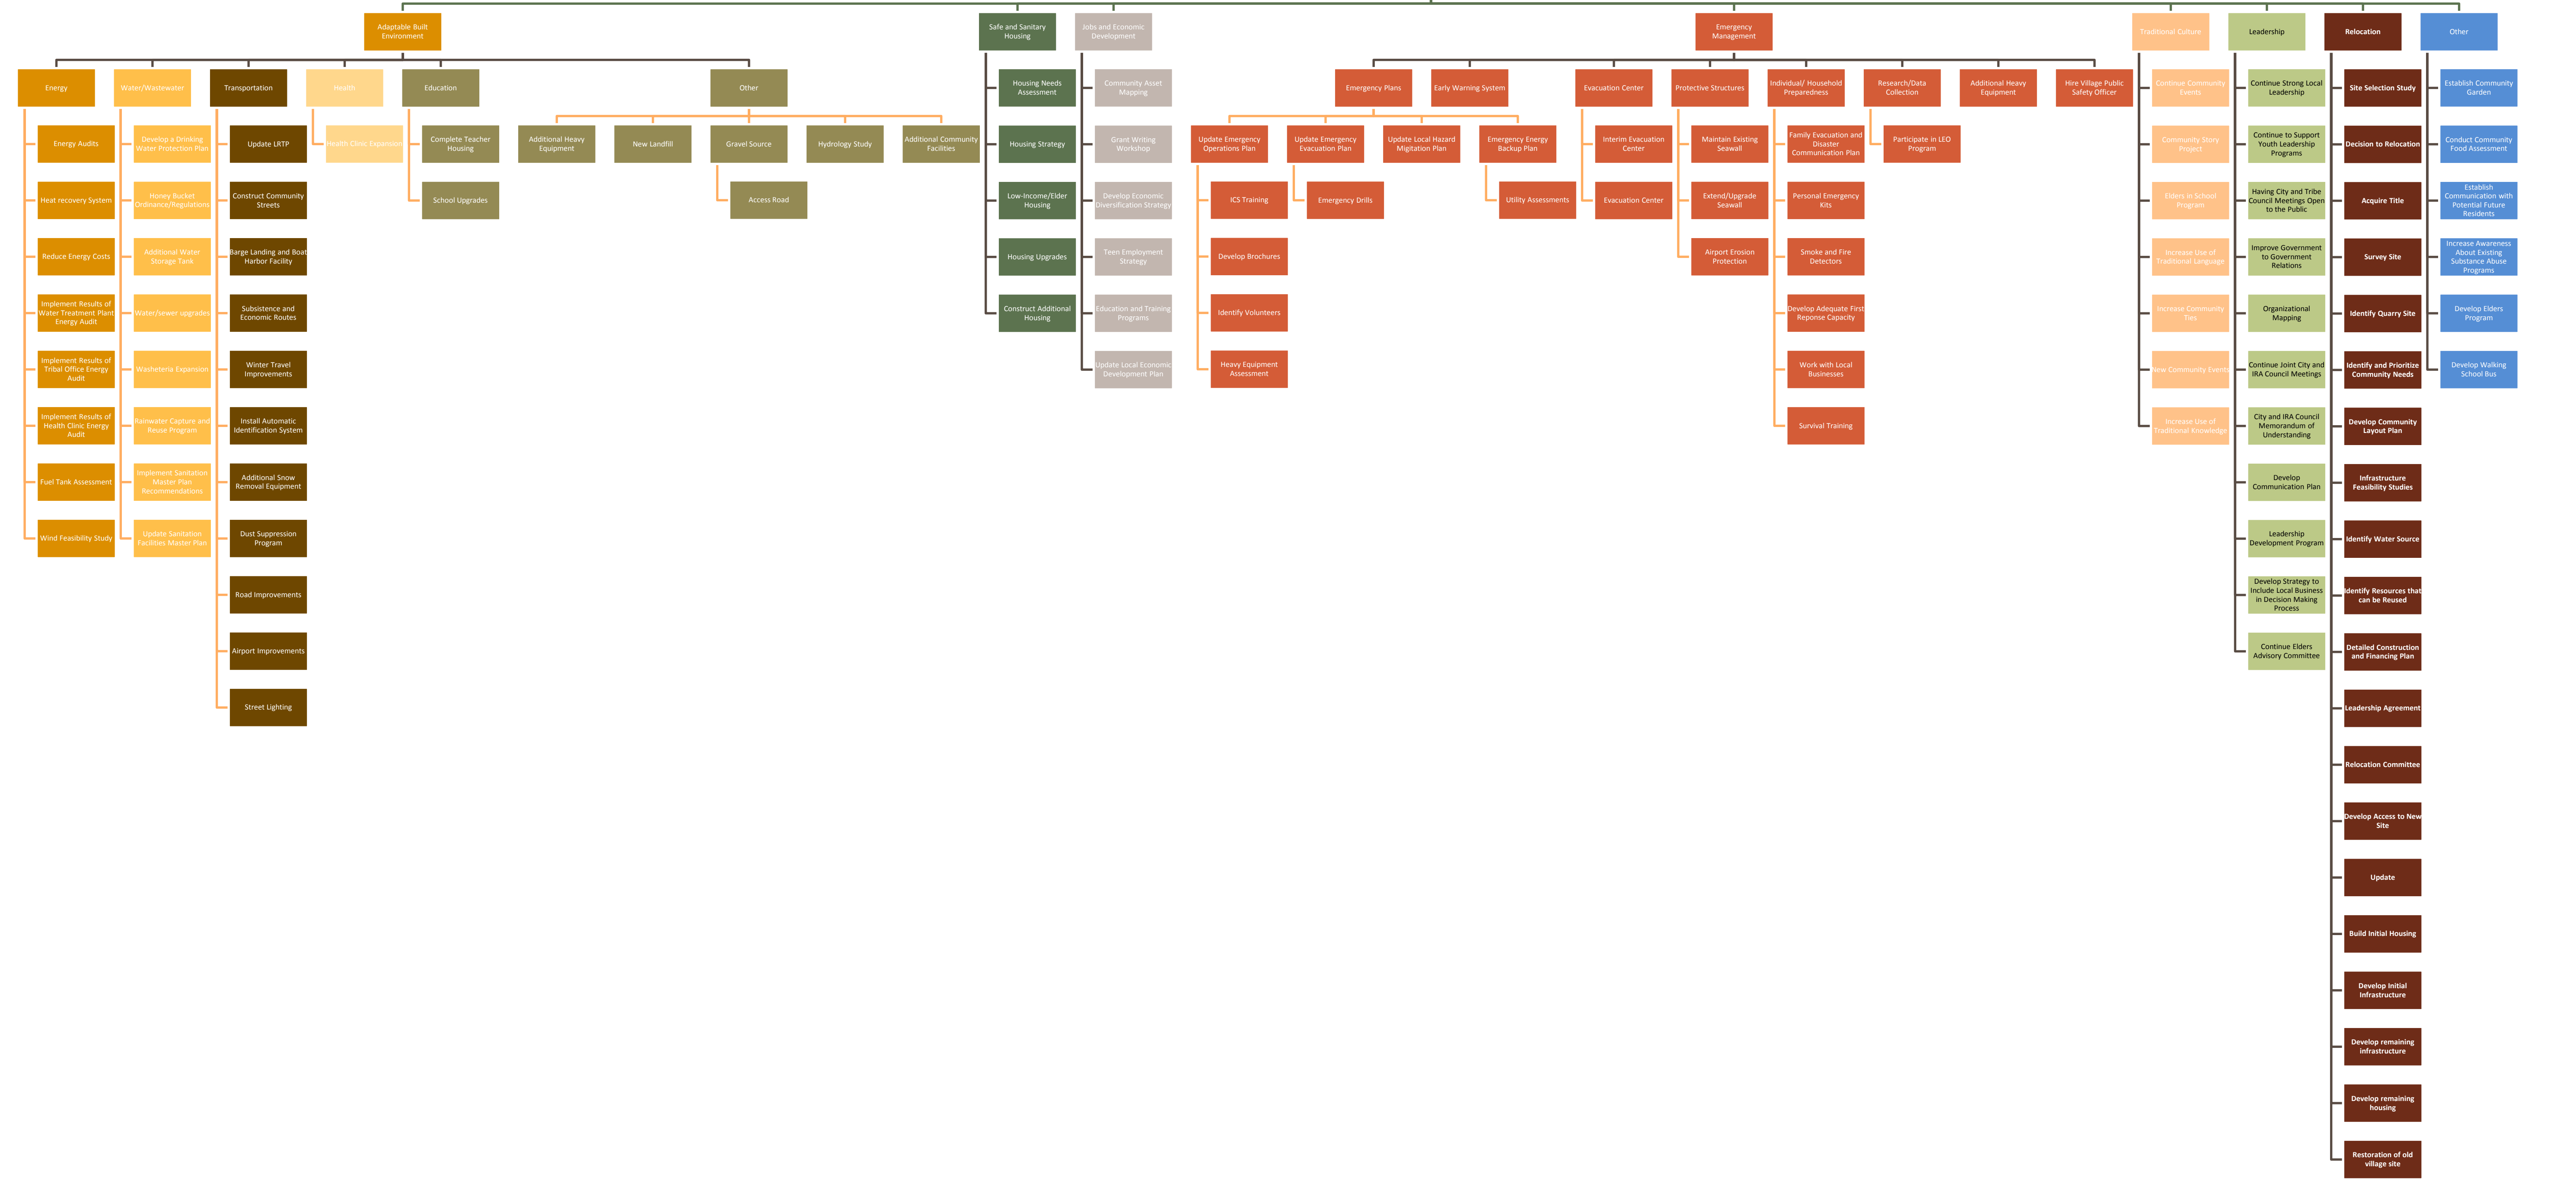 Adaptable Built
Environment
Safe and Sanitary
Housing
Jobs and Economic
Development
Emergency
Management
Traditional Culture
Leadership
Relocation
Other
Energy
Energy Audits
Heat recovery System
Reduce Energy Costs
Implement Results of
Water Treatment Plant
Energy Audit
Implement Results of
Tribal Office Energy
Audit
Implement Results of
Health Clinic Energy
Audit
Fuel Tank Assessment
Wind Feasibility Study
Water/Wastewater
Develop a Drinking
Water Protection Plan
Honey Bucket
Ordinance/Regulations
Additional Water
Storage Tank
Water/sewer upgrades
Washeteria Expansion
Rainwater Capture and
Reuse Program
Implement Sanitation
Master Plan
Recommendations
Update Sanitation
Facilities Master Plan
Transportation
Update LRTP
Construct Community
Streets
Barge Landing and Boat
Harbor Facility
Subsistence and
Economic Routes
Winter Travel
Improvements
Install Automatic
Identification System
Additional Snow
Removal Equipment
Dust Suppression
Program
Road Improvements
Airport Improvements
Street Lighting
Health
Health Clinic Expansion
Education
Complete Teacher
Housing
School Upgrades
Other
Additional Heavy
Equipment
New Landfill
Gravel Source
Access Road
Hydrology Study
Additional Community
Facilities
Housing Needs
Assessment
Housing Strategy
Low-Income/Elder
Housing
Housing Upgrades
Construct Additional
Housing
Community Asset
Mapping
Grant Writing
Workshop
Develop Economic
Diversification Strategy
Teen Employment
Strategy
Education and Training
Programs
Update Local Economic
Development Plan
Emergency Plans
Update Emergency
Operations Plan
ICS Training
Develop Brochures
Identify Volunteers
Heavy Equipment
Assessment
Update Emergency
Evacuation Plan
Emergency Drills
Update Local Hazard
Migitation Plan
Emergency Energy
Backup Plan
Utility Assessments
Early Warning System
Evacuation Center
Interim Evacuation
Center
Evacuation Center
Protective Structures
Maintain Existing
Seawall
Extend/Upgrade
Seawall
Airport Erosion
Protection
Individual/ Household
Preparedness
Family Evacuation and
Disaster
Communication Plan
Personal Emergency
Kits
Smoke and Fire
Detectors
Develop Adequate First
Reponse Capacity
Work with Local
Businesses
Survival Training
Research/Data
Collection
Participate in LEO
Program
Additional Heavy
Equipment
Hire Village Public
Safety Officer
Continue Community
Events
Community Story
Project
Elders in School
Program
Increase Use of
Traditional Language
Increase Community
Ties
New Community Events
Increase Use of
Traditional Knowledge
Continue Strong Local
Leadership
Continue to Support
Youth Leadership
Programs
Having City and Tribe
Council Meetings Open
to the Public
Improve Government
to Government
Relations
Organizational
Mapping
Continue Joint City and
IRA Council Meetings
City and IRA Council
Memorandum of
Understanding
Develop
Communication Plan
Leadership
Development Program
Develop Strategy to
Include Local Business
in Decision Making
Process
Continue Elders
Advisory Committee
Site Selection Study
Decision to Relocation
Acquire Title
Survey Site
Identify Quarry Site
Identify and Prioritize
Community Needs
Develop Community
Layout Plan
Infrastructure
Feasibility Studies
Identify Water Source
Identify Resources that
can be Reused
Detailed Construction
and Financing Plan
Leadership Agreement
Relocation Committee
Develop Access to New
Site
Update
Build Initial Housing
Develop Initial
Infrastructure
Develop remaining
infrastructure
Develop remaining
housing
Restoration of old
village site
Establish Community
Garden
Conduct Community
Food Assessment
Establish
Communication with
Potential Future
Residents
Increase Awareness
About Existing
Substance Abuse
Programs
Develop Elders
Program
Develop Walking
School Bus